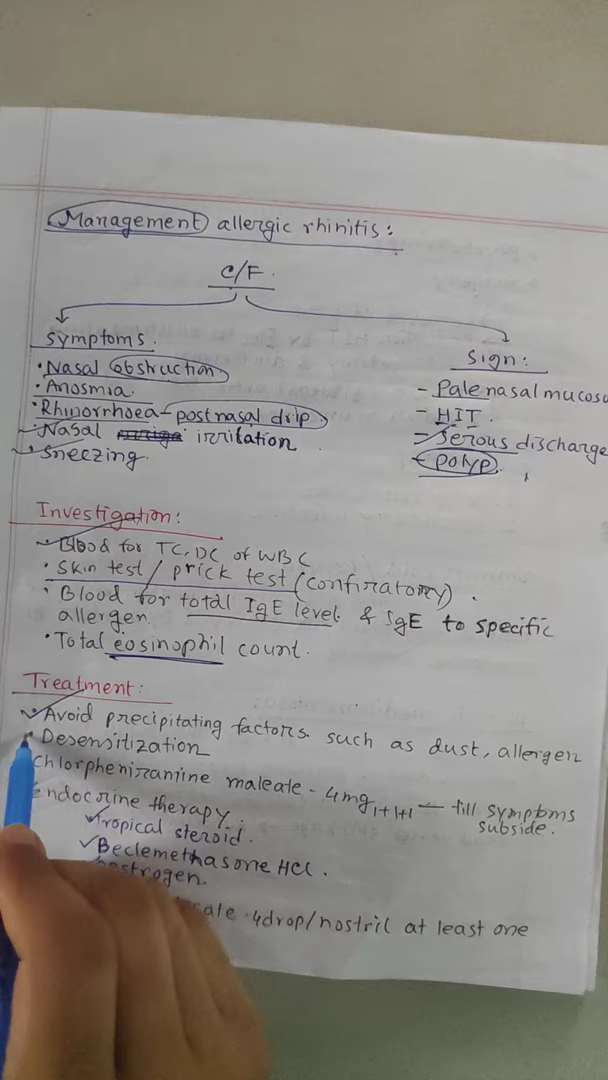 Management allergic rhinitis:
C/F.
Symptoms.
• Nasal obstruction
• Anosmia.
• Rhinorrhoea - postnasal drip.
- Nasal irritation
- Sneezing.
Sign:
- Pale nasal mucosa
- HIT.
- Serous discharge
- Polyp.
Investigation:
• Blood for TC, DC of WBC
• Skin test / prick test (confiratory).
• Blood for total IgE level & IgE to specific
allergen.
• Total eosinophil count.
Treatment:
Avoid precipitating factors such as dust, allergen
• Desensitization
Chlorpheniramine maleate - 4mg 1+1+1 ← till symptoms
subside.
Endocrine therapy.
Tropical steroid.
Beclemethasone HCl.
4drop/nostril at least one